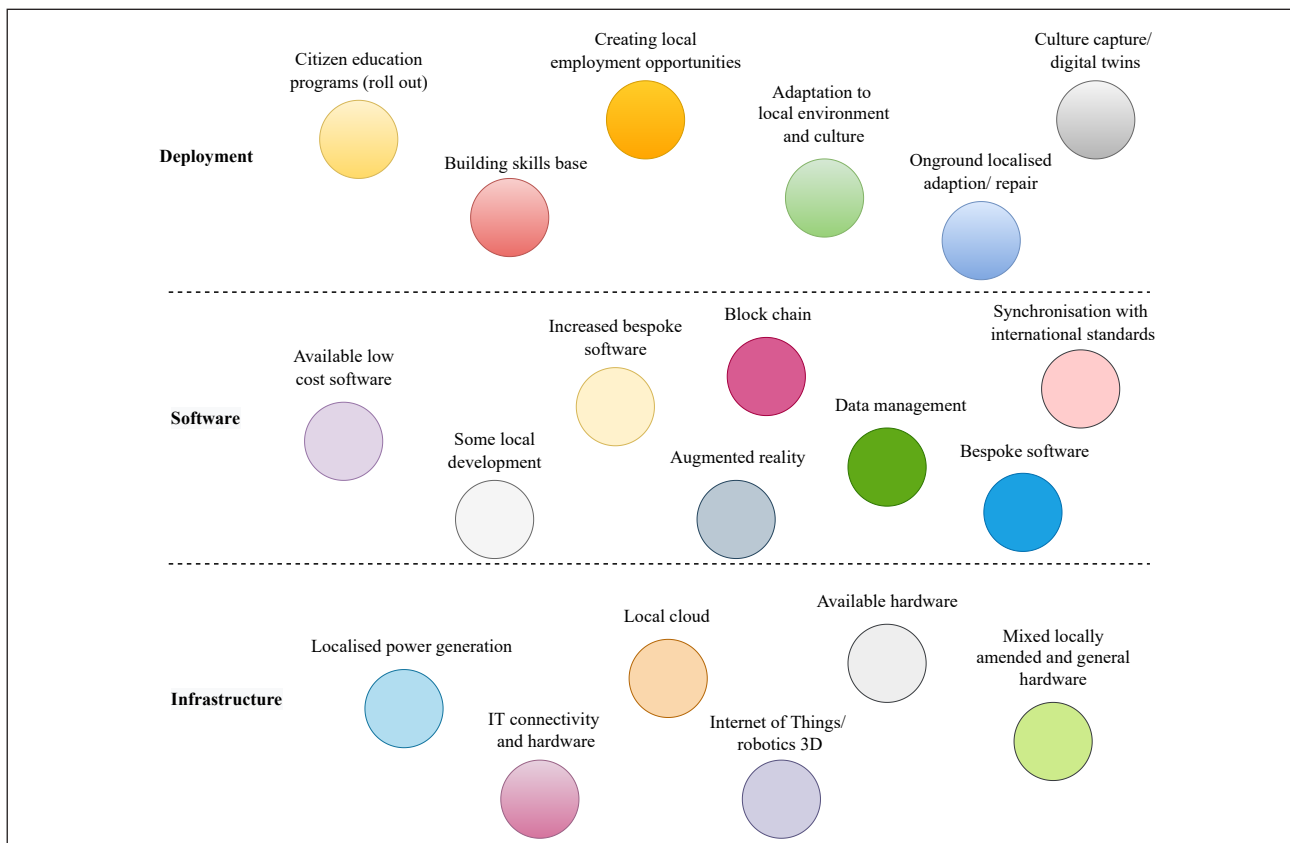 Creating local
employment opportunities
Culture capture/
digital twins
Citizen education
programs (roll out)
Adaptation to
local environment
and culture
Deployment
Building skills base
Onground localised
adaption/ repair
Block chain
Synchronisation with
international standards
Increased bespoke
software
Available low
cost software
Data management
Software
Some local
development
Augmented reality
Bespoke software
Available hardware
Local cloud
Mixed locally
amended and general
hardware
Localised power generation
Infrastructure
IT connectivity
and hardware
Internet of Things/
robotics 3D